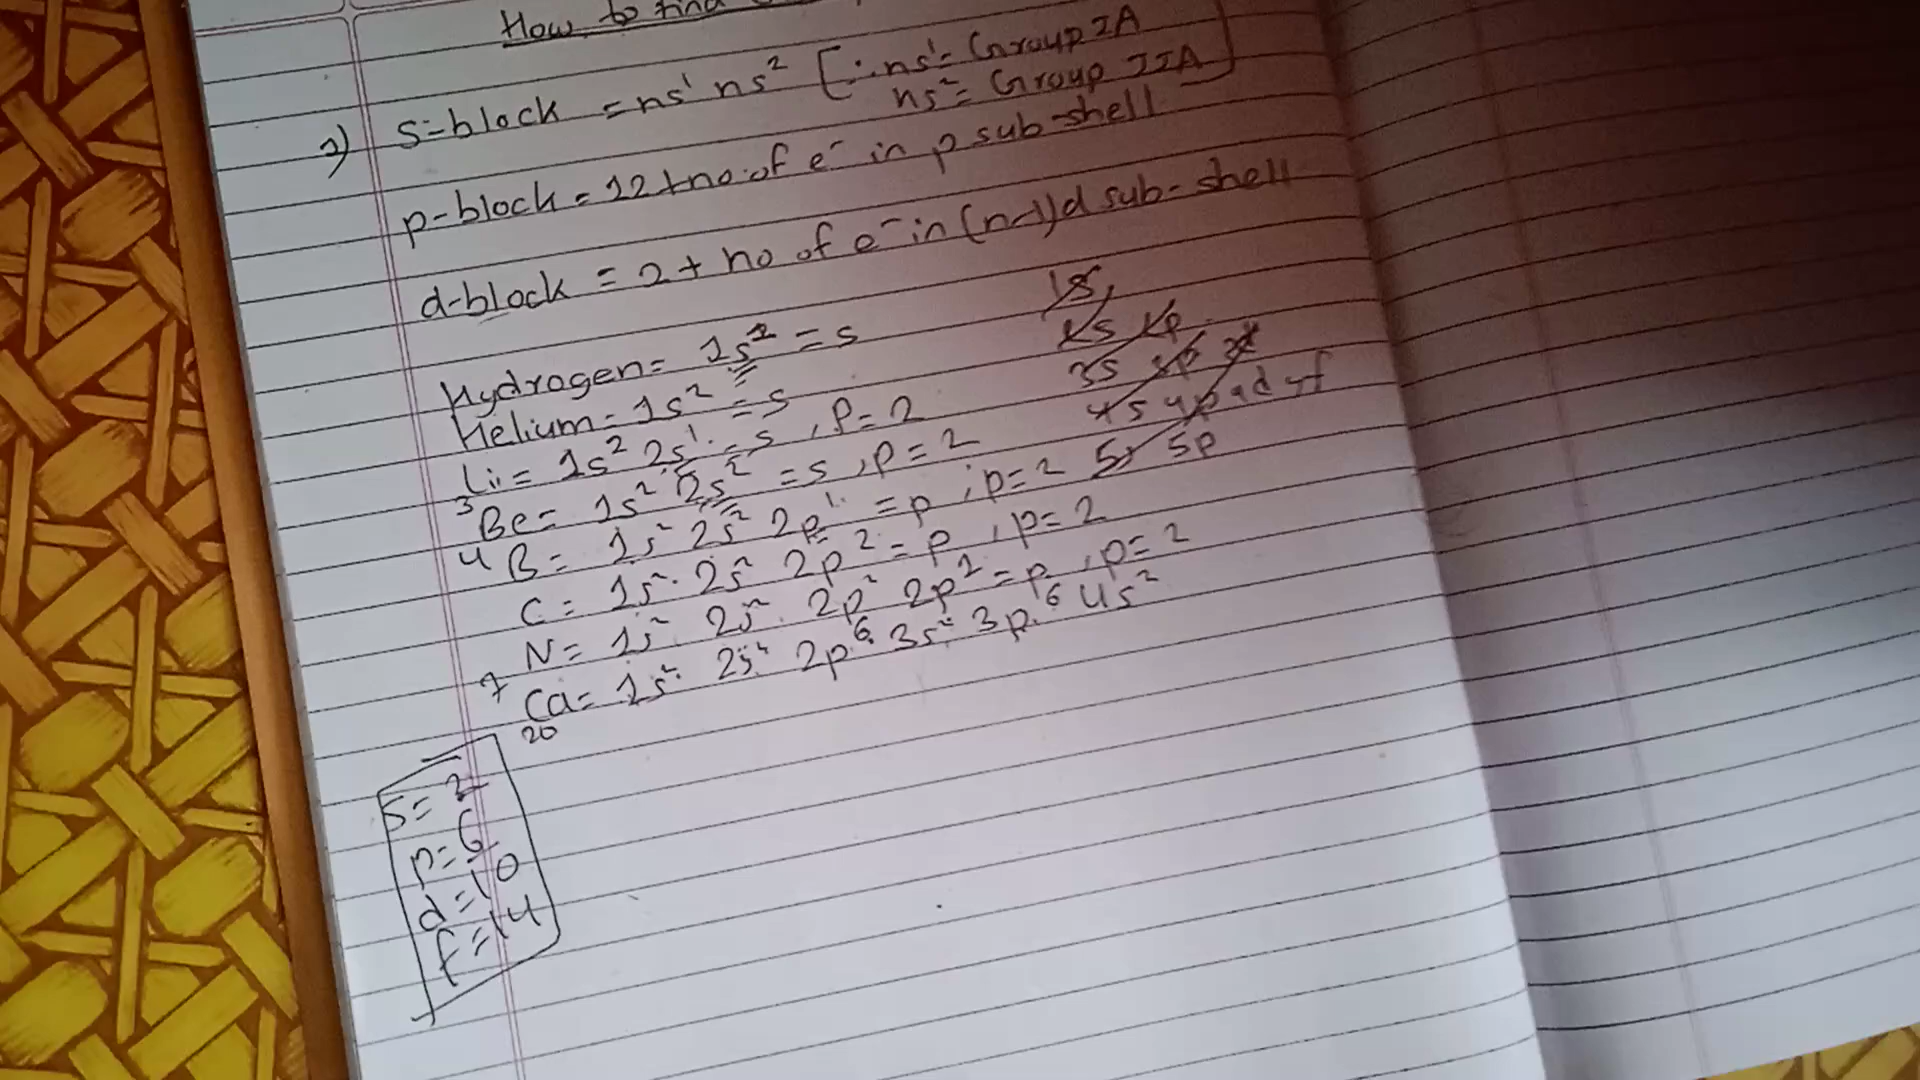 How to find
1) s-block = ns¹ ns² [∴ ns¹ = Group IA
ns² = Group IIA]
p-block = 12 + no. of e⁻ in p sub-shell
d-block = 2 + no of e⁻ in (n-1)d sub-shell
Hydrogen = 1s¹ = s
Helium = 1s² = s
3 Li = 1s² 2s¹ = s, P = 2
4 Be = 1s² 2s² = s, p = 2
B = 1s² 2s² 2p¹ = p, p = 2
C = 1s² 2s² 2p² = p, p = 2
7 N = 1s² 2s² 2p² 2p² = p, p = 2
Ca = 1s² 2s² 2p⁶ 3s² 3p⁶ 4s²
20
1s
2s 2p
3s 3p 3d
4s 4p 4d 4f
5s 5p
s = 2
p = 6
d = 10
f = 14